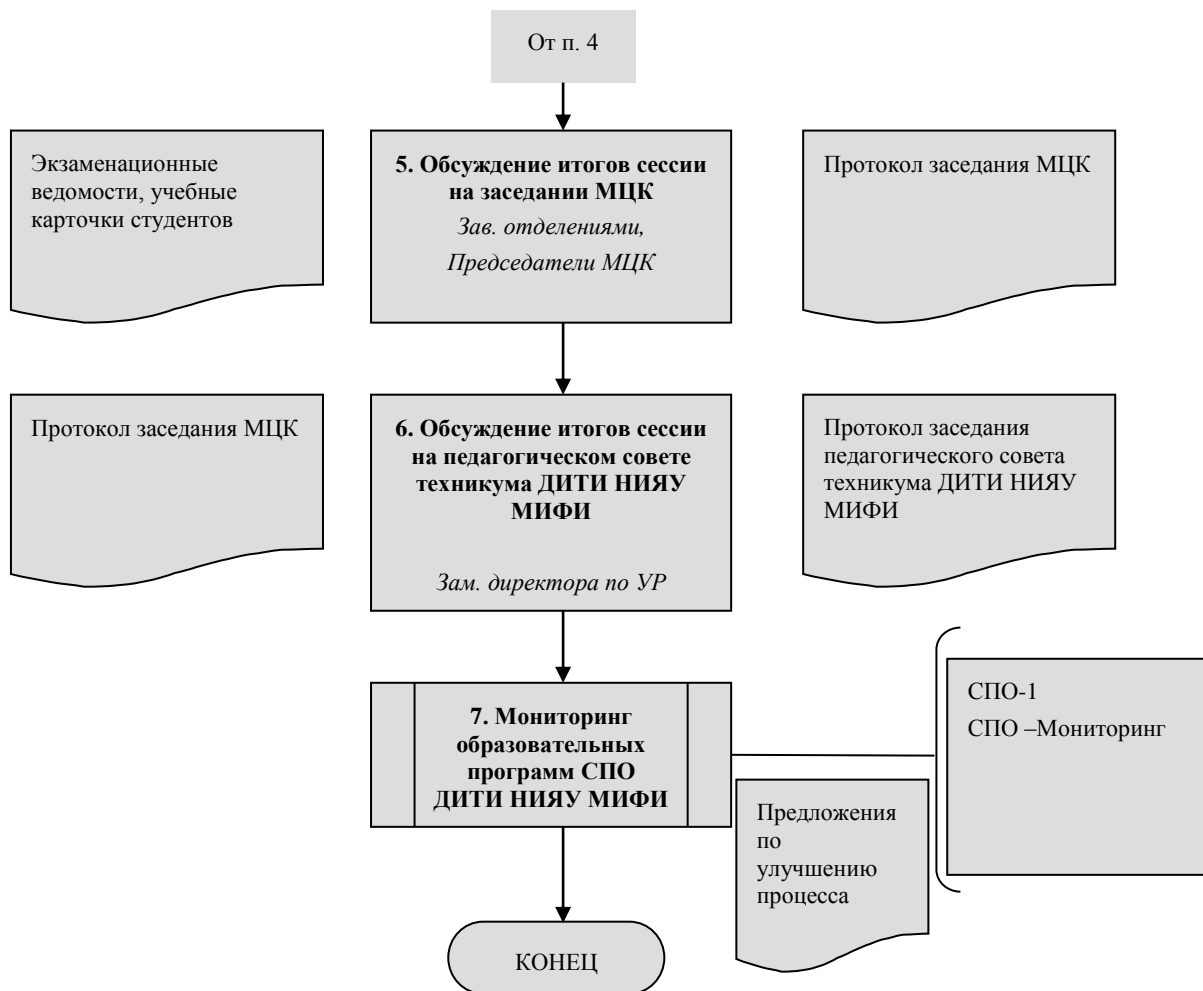 От п. 4
Экзаменационные
ведомости, учебные
карточки студентов
5. Обсуждение итогов сессии
на заседании МЦК
Зав. отделениями,
Председатели МЦК
Протокол заседания МЦК
Протокол заседания МЦК
6. Обсуждение итогов сессии
на педагогическом совете
техникума ДИТИ НИЯУ
МИФИ
Зам. директора по УР
Протокол заседания
педагогического совета
техникума ДИТИ НИЯУ
МИФИ
7. Мониторинг
образовательных
программ СПО
ДИТИ НИЯУ МИФИ
СПО-1
СПО –Мониторинг
Предложения
по
улучшению
процесса
КОНЕЦ